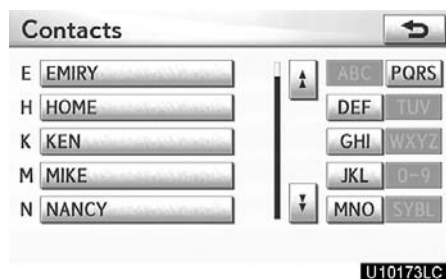 Contacts
E EMIRY ABC PQRS
H HOME DEF TUV
K KEN GHI WXYZ
M MIKE JKL 0-9
N NANCY MNO SYBL
U10173LC